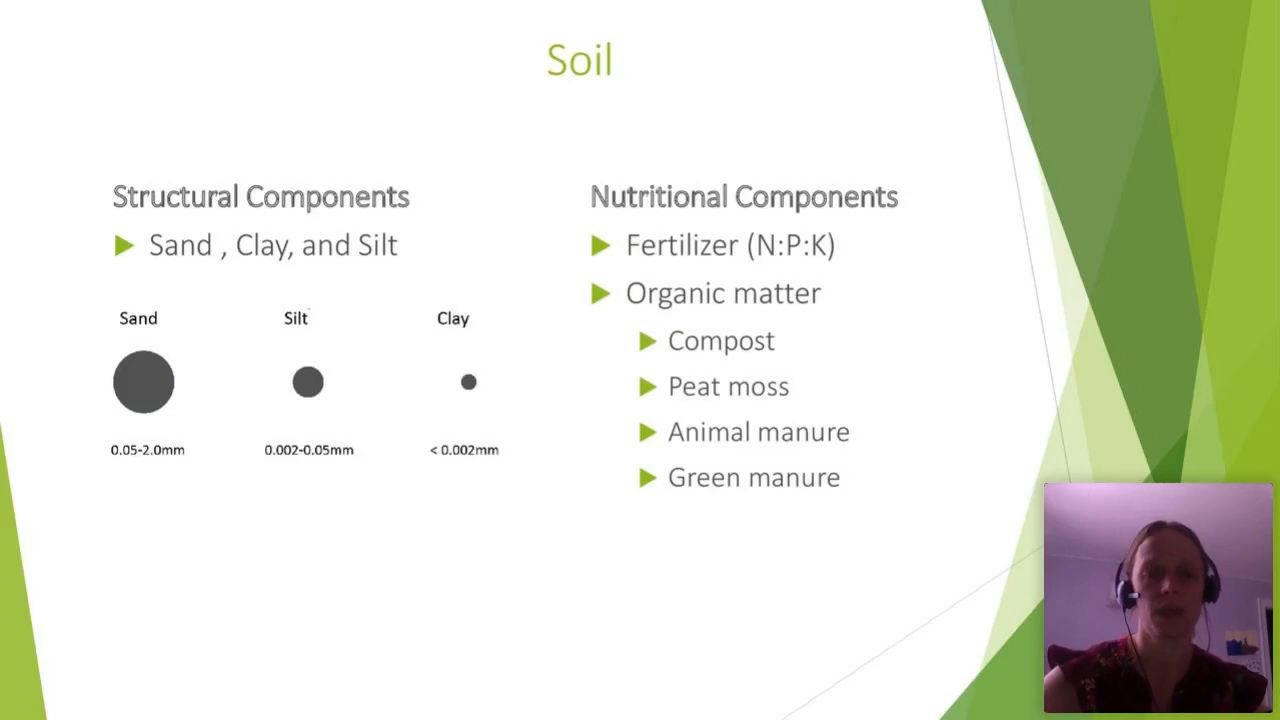 Soil
Structural Components
Sand , Clay, and Silt
Sand Silt Clay
0.05-2.0mm 0.002-0.05mm < 0.002mm
Nutritional Components
Fertilizer (N:P:K)
Organic matter
Compost
Peat moss
Animal manure
Green manure